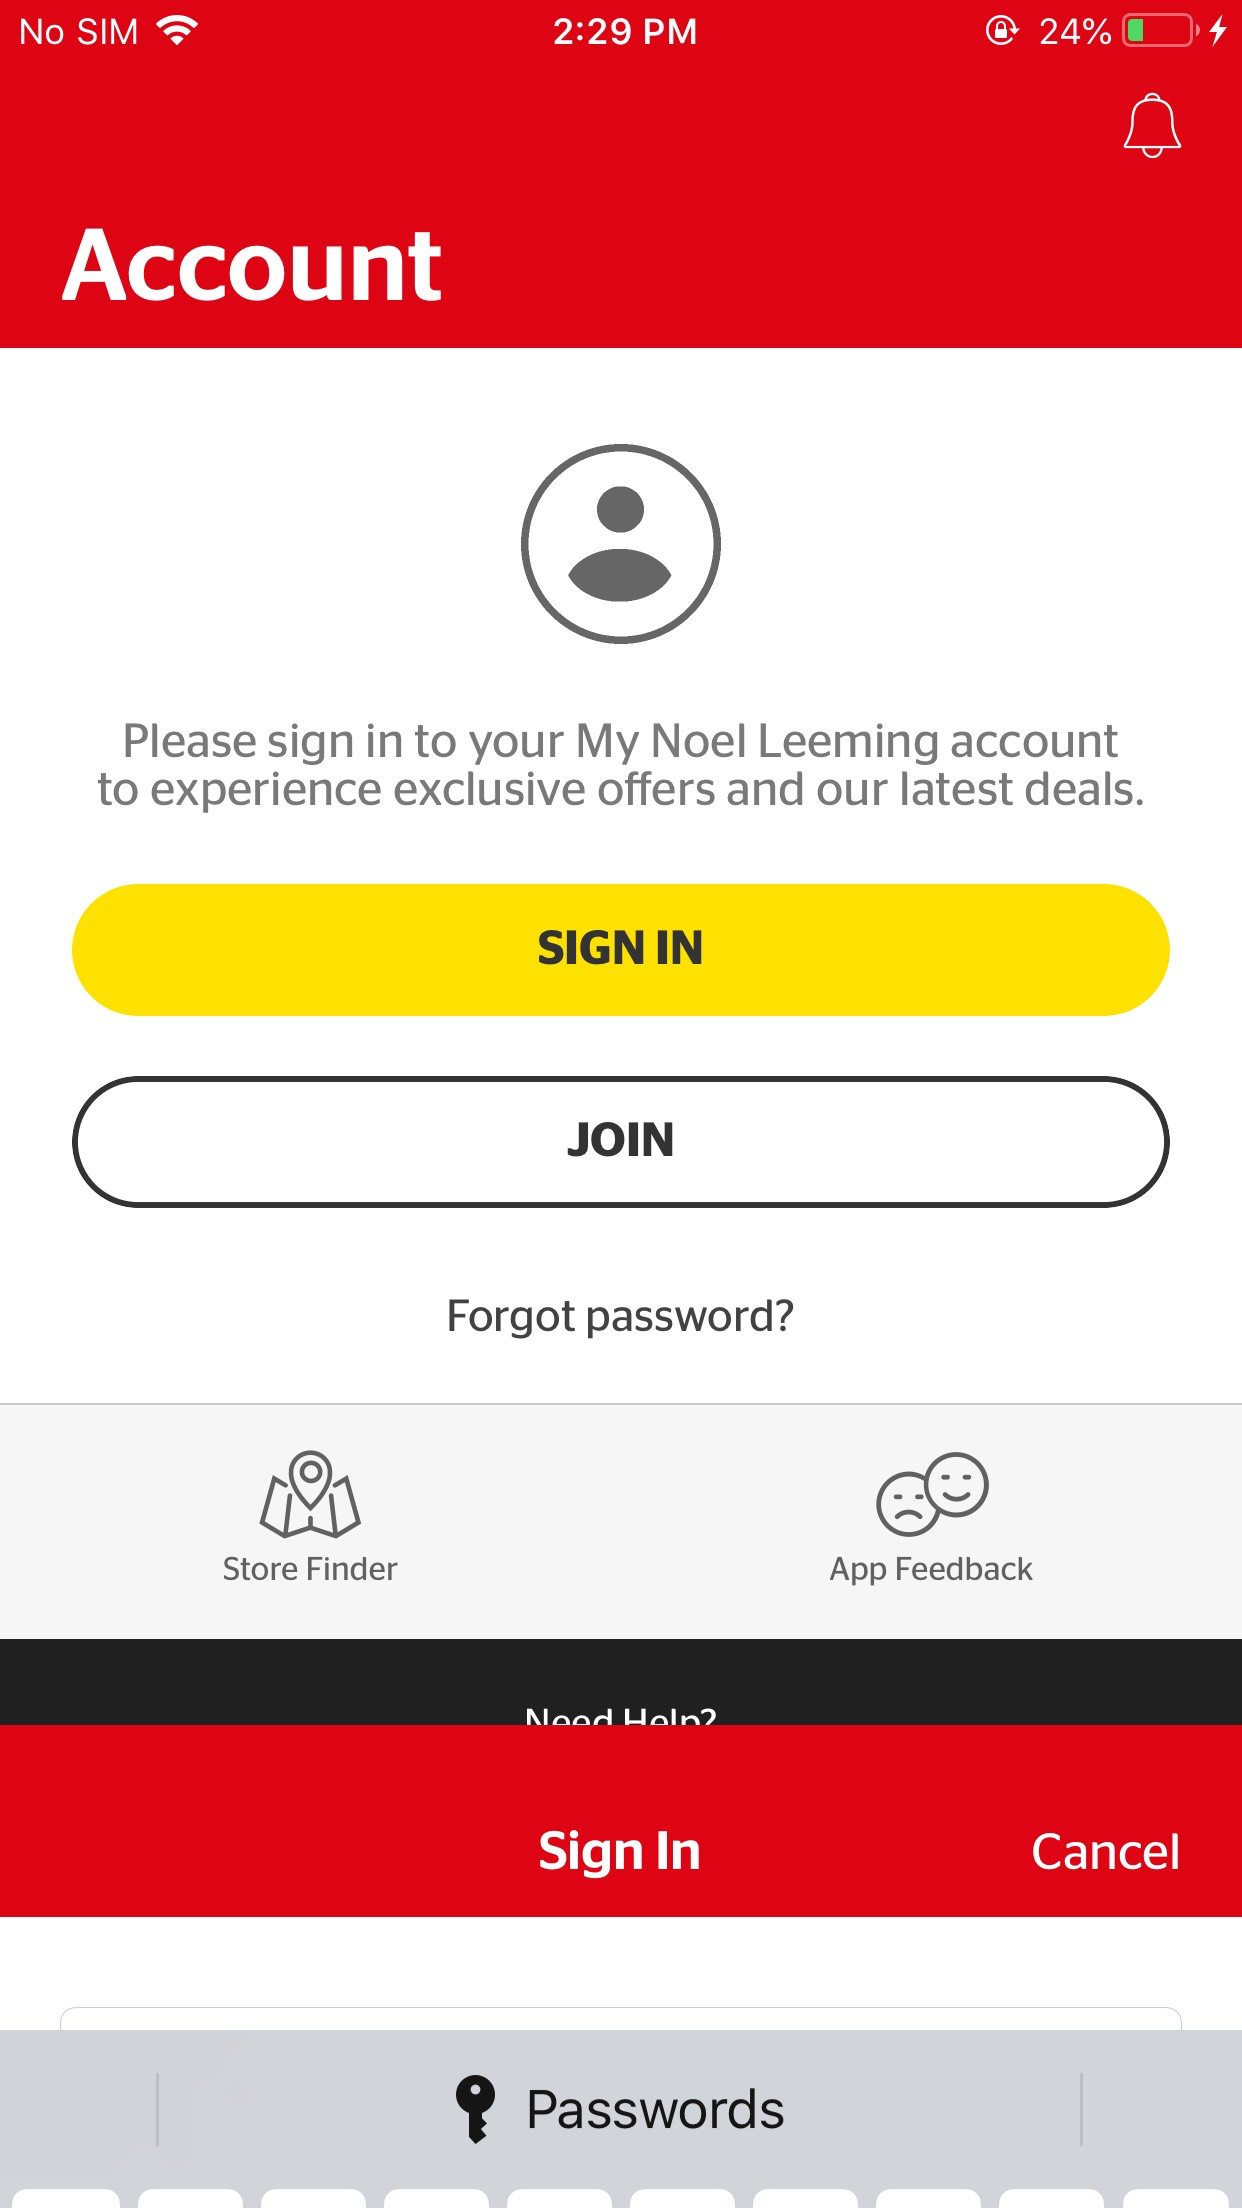 No SIM 2:29 PM 24%
Account
Please sign in to your My Noel Leeming account
to experience exclusive offers and our latest deals.
SIGN IN
JOIN
Forgot password?
Store Finder App Feedback
Need Help?
Sign In Cancel
Passwords